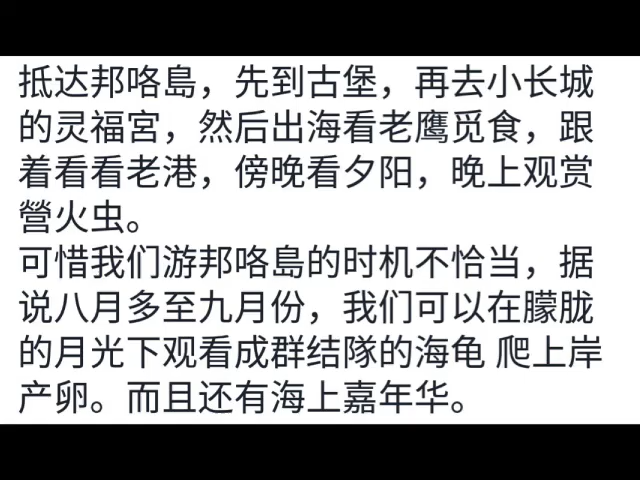 抵达邦咯島，先到古堡，再去小长城
的灵福宮，然后出海看老鹰觅食，跟
着看看老港，傍晚看夕阳，晚上观赏
營火虫。
可惜我们游邦咯島的时机不恰当，据
说八月多至九月份，我们可以在朦胧
的月光下观看成群结隊的海龟 爬上岸
产卵。而且还有海上嘉年华。